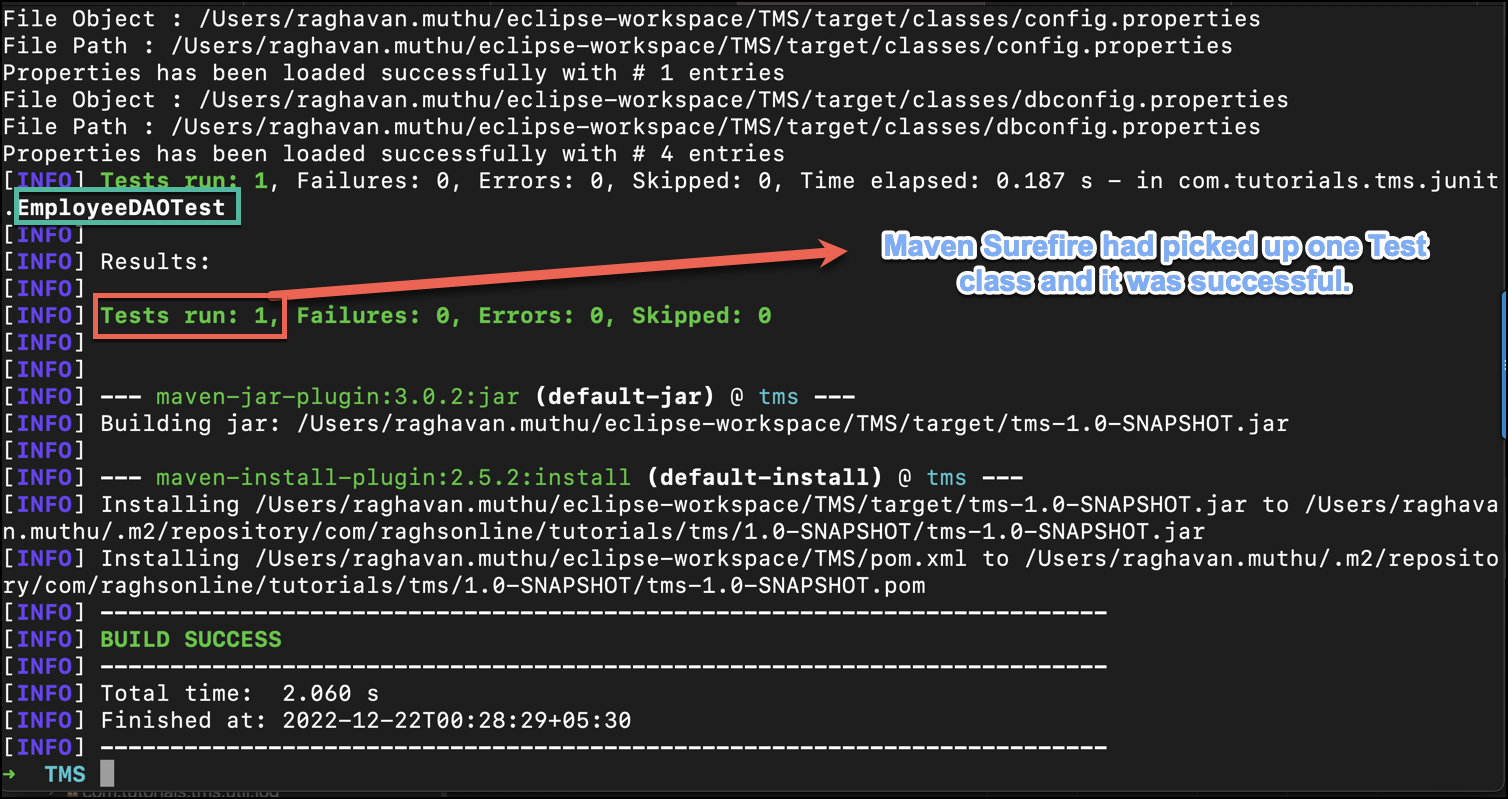 File Object : /Users/raghavan.muthu/eclipse-workspace/TMS/target/classes/config.properties
File Path : /Users/raghavan.muthu/eclipse-workspace/TMS/target/classes/config.properties
Properties has been loaded successfully with # 1 entries
File Object : /Users/raghavan.muthu/eclipse-workspace/TMS/target/classes/dbconfig.properties
File Path : /Users/raghavan.muthu/eclipse-workspace/TMS/target/classes/dbconfig.properties
Properties has been loaded successfully with # 4 entries
[INFO] Tests run: 1, Failures: 0, Errors: 0, Skipped: 0, Time elapsed: 0.187 s - in com.tutorials.tms.junit
.EmployeeDAOTest
[INFO]
Maven Surefire had picked up one Test
class and it was successful.
[INFO] Results:
[INFO]
[INFO] Tests run: 1, Failures: 0, Errors: 0, Skipped: 0
[INFO]
[INFO]
[INFO] --- maven-jar-plugin:3.0.2:jar (default-jar) @ tms ---
[INFO] Building jar: /Users/raghavan.muthu/eclipse-workspace/TMS/target/tms-1.0-SNAPSHOT.jar
[INFO]
[INFO] --- maven-install-plugin:2.5.2:install (default-install) @ tms ---
[INFO] Installing /Users/raghavan.muthu/eclipse-workspace/TMS/target/tms-1.0-SNAPSHOT.jar to /Users/raghava
n.muthu/.m2/repository/com/raghsonline/tutorials/tms/1.0-SNAPSHOT/tms-1.0-SNAPSHOT.jar
[INFO] Installing /Users/raghavan.muthu/eclipse-workspace/TMS/pom.xml to /Users/raghavan.muthu/.m2/reposito
ry/com/raghsonline/tutorials/tms/1.0-SNAPSHOT/tms-1.0-SNAPSHOT.pom
[INFO] ------------------------------------------------------------------------
[INFO] BUILD SUCCESS
[INFO] ------------------------------------------------------------------------
[INFO] Total time:  2.060 s
[INFO] Finished at: 2022-12-22T00:28:29+05:30
[INFO] ------------------------------------------------------------------------
→ TMS